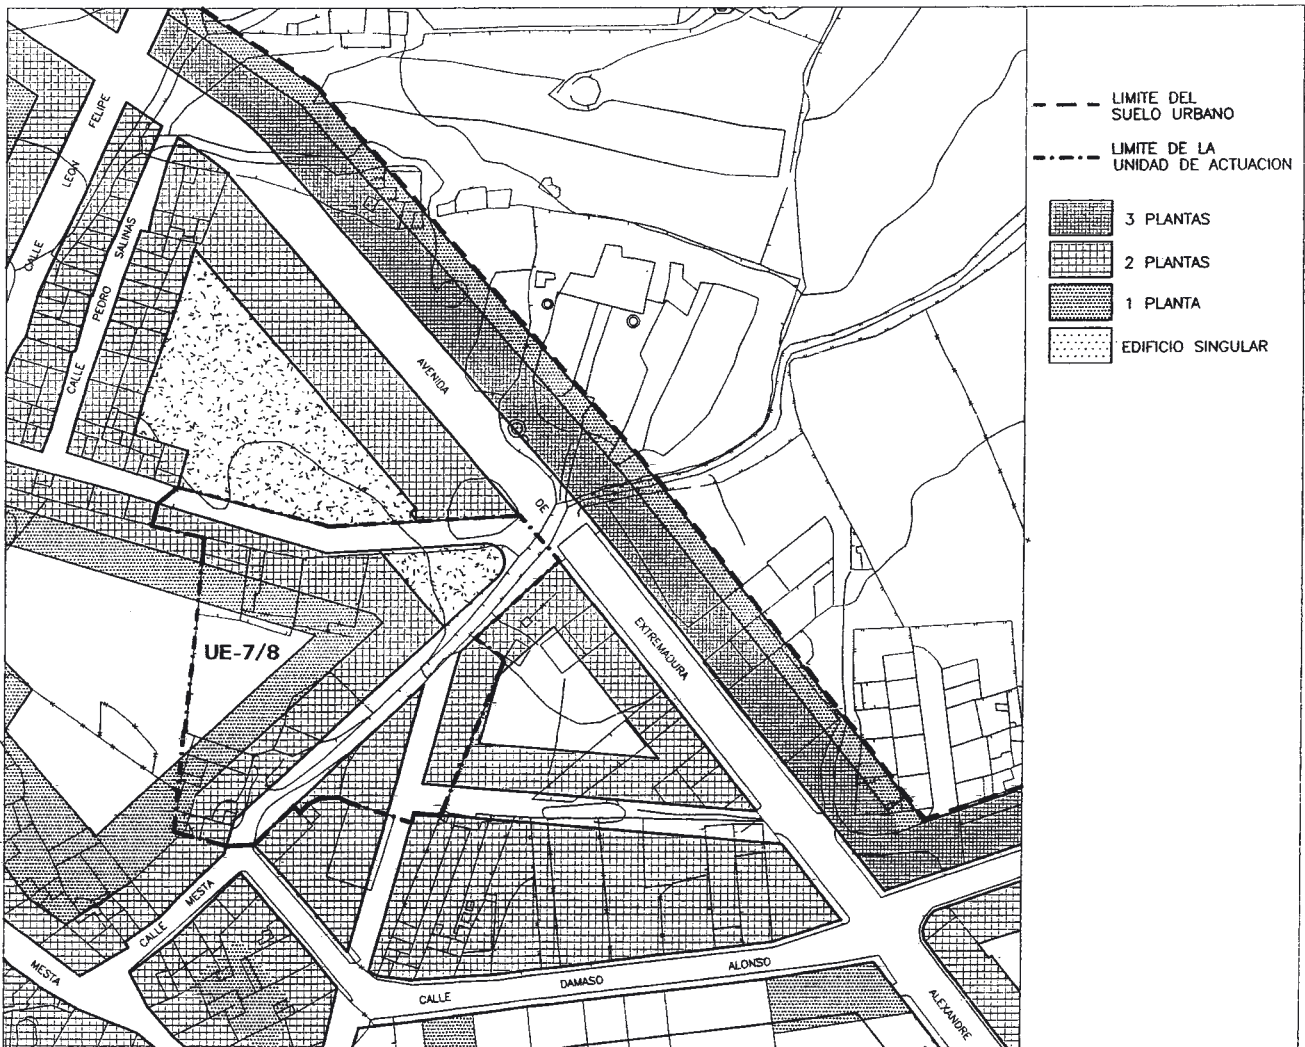 LIMITE DEL
SUELO URBANO
LIMITE DE LA
UNIDAD DE ACTUACION
3 PLANTAS
2 PLANTAS
1 PLANTA
EDIFICIO SINGULAR
CALLE LEON FELIPE
CALLE PEDRO SALINAS
AVENIDA DE EXTREMADURA
UE-7/8
CALLE MESTA
MESTA
CALLE DAMASO ALONSO
ALEXANDRE